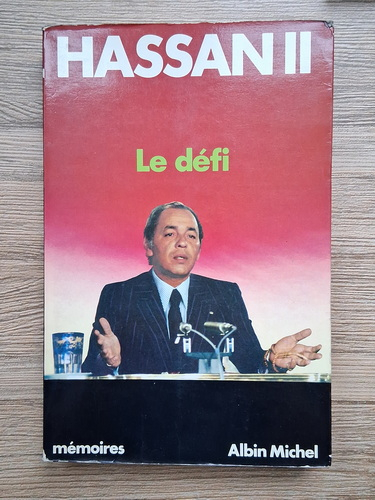 HASSAN II
Le défi
mémoires
Albin Michel